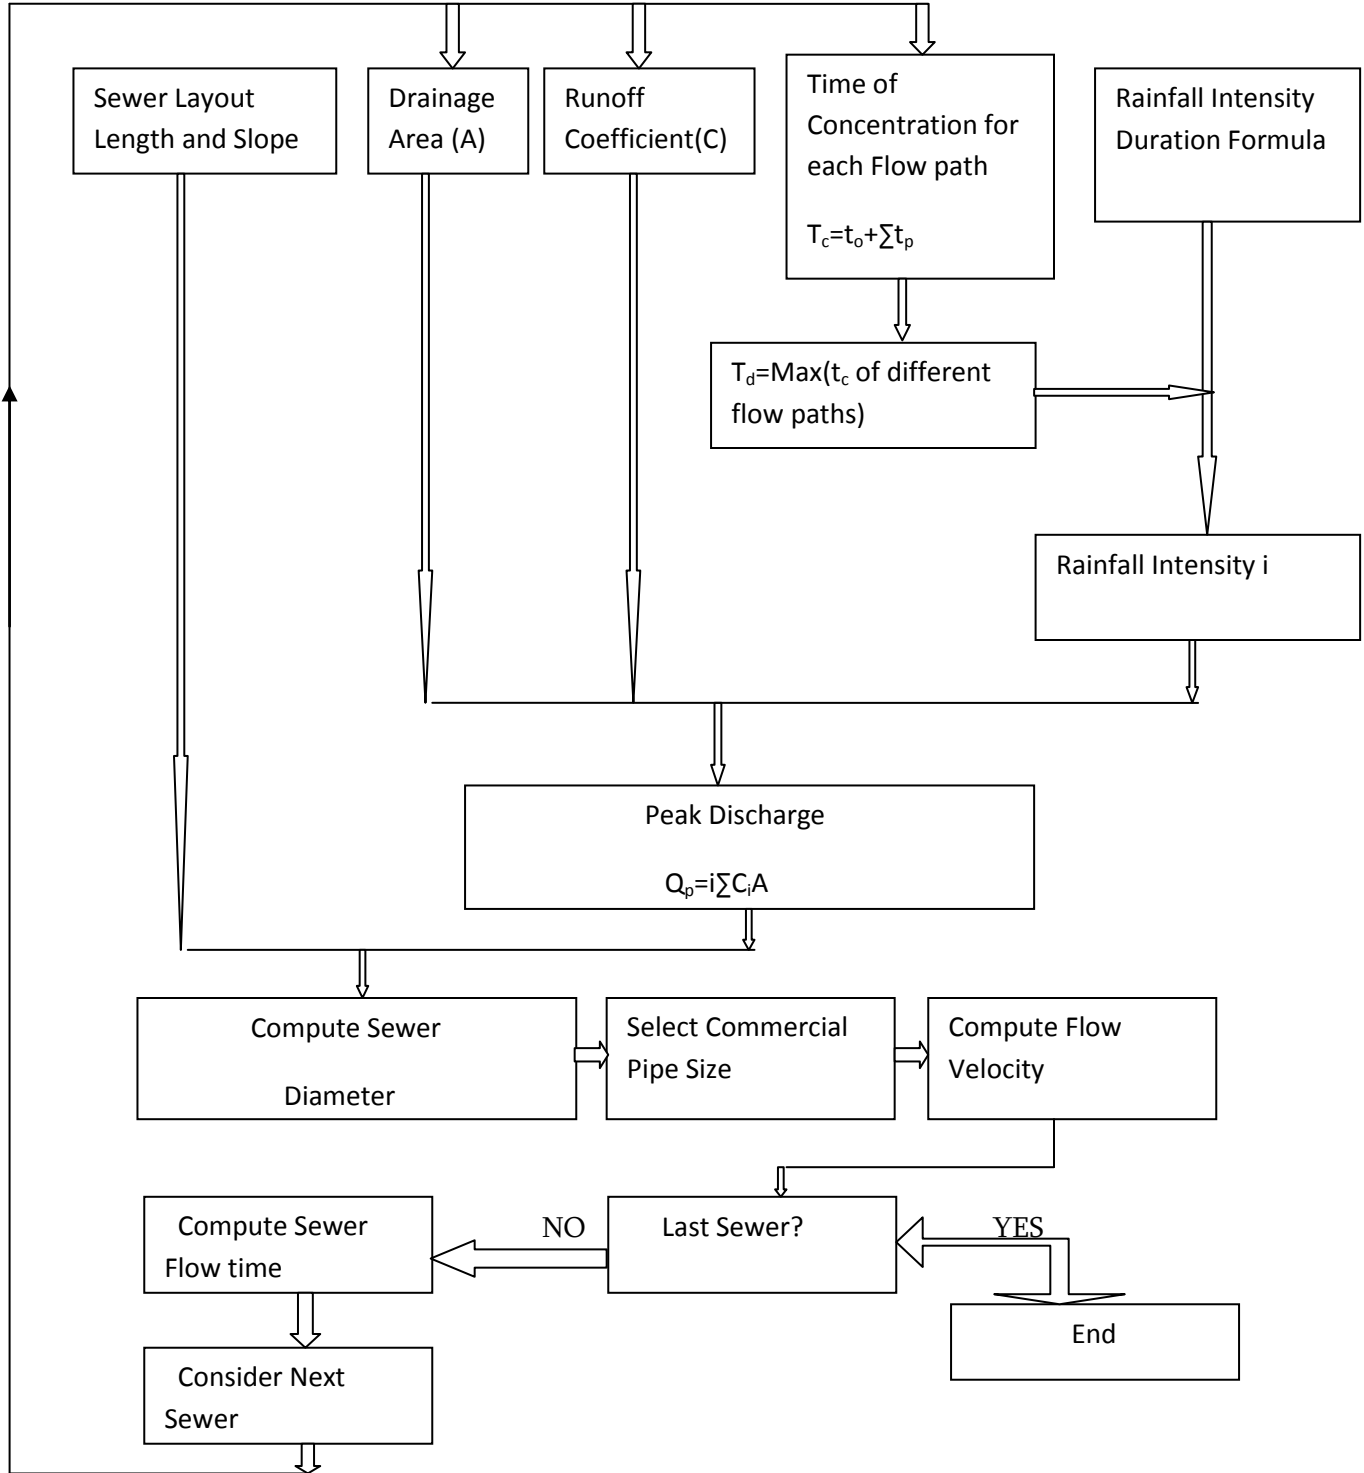 Sewer Layout
Length and Slope
Drainage
Area (A)
Runoff
Coefficient(C)
Time of
Concentration for
each Flow path
Tc=to+∑tp
Rainfall Intensity
Duration Formula
Td=Max(tc of different
flow paths)
Rainfall Intensity i
Peak Discharge
Qp=i∑CiA
Compute Sewer
Diameter
Select Commercial
Pipe Size
Compute Flow
Velocity
Compute Sewer
Flow time
NO
Last Sewer?
YES
End
Consider Next
Sewer